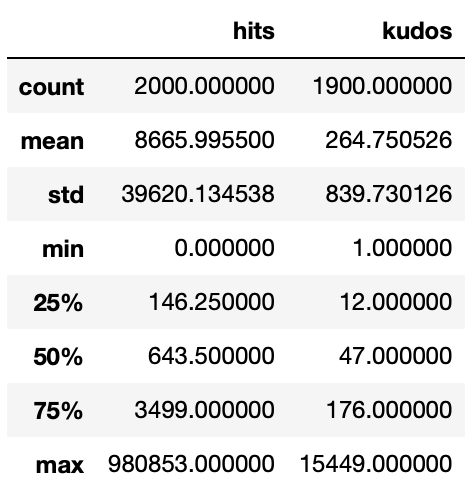 hits kudos
count 2000.000000 1900.000000
mean 8665.995500 264.750526
std 39620.134538 839.730126
min 0.000000 1.000000
25% 146.250000 12.000000
50% 643.500000 47.000000
75% 3499.000000 176.000000
max 980853.000000 15449.000000